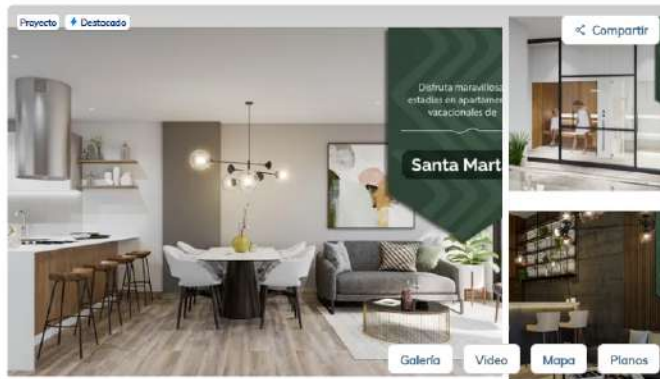 Proyecto
Destacado
Compartir
Disfruta maravillosa
estadías en apartamen
vacacionales de
Santa Mart
Galería
Video
Mapa
Planos